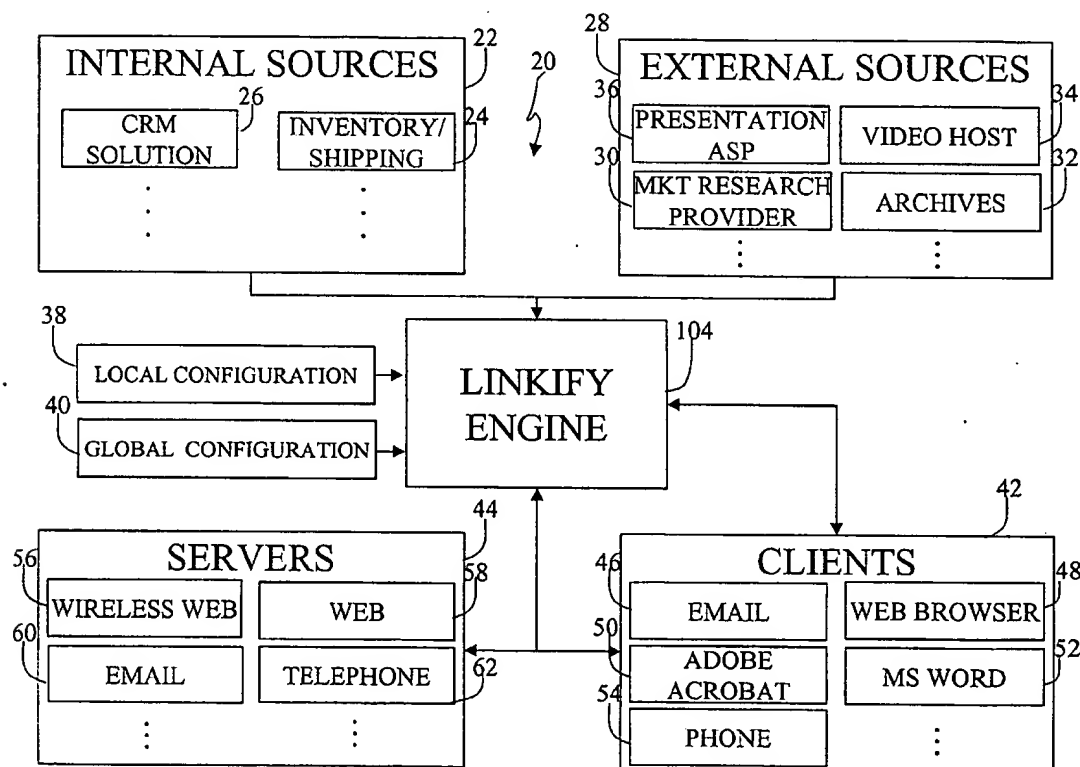 INTERNAL SOURCES
22
26
CRM
SOLUTION
24
INVENTORY/
SHIPPING
20
28
EXTERNAL SOURCES
36
PRESENTATION
ASP
34
VIDEO HOST
30
MKT RESEARCH
PROVIDER
32
ARCHIVES
38
LOCAL CONFIGURATION
40
GLOBAL CONFIGURATION
LINKIFY
ENGINE
104
44
SERVERS
56
WIRELESS WEB
58
WEB
60
EMAIL
TELEPHONE
62
42
CLIENTS
46
EMAIL
48
WEB BROWSER
50
ADOBE
ACROBAT
52
MS WORD
54
PHONE